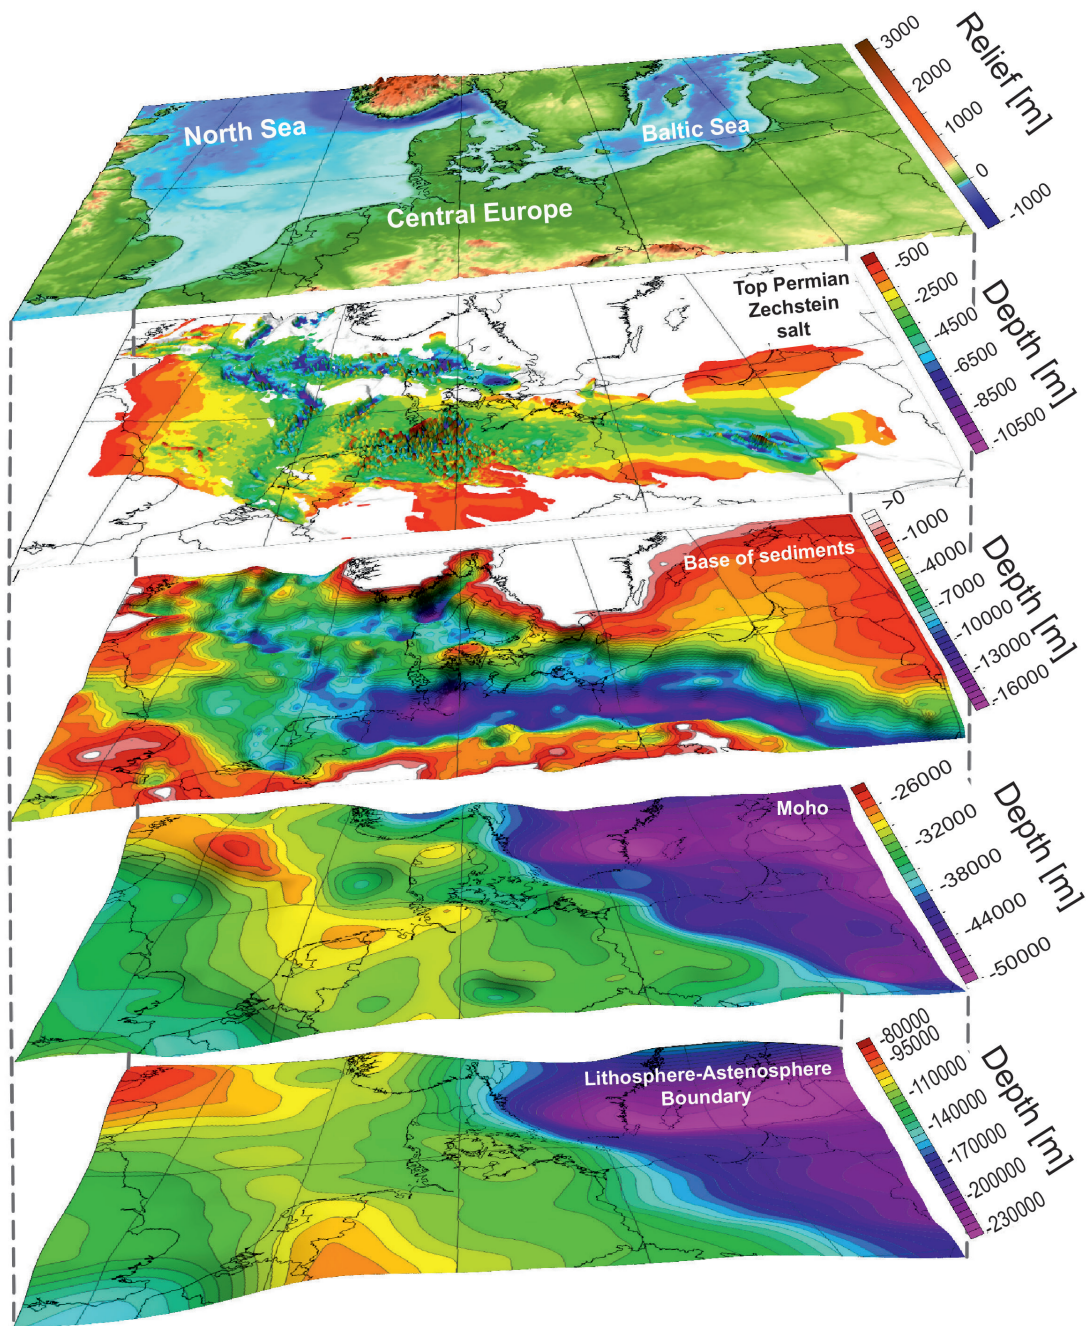 3000
2000
1000
0
-1000
Relief [m]
North Sea
Baltic Sea
Central Europe
Top Permian
Zechstein
salt
-500
-2500
-4500
-6500
-8500
-10500
Depth [m]
Base of sediments
>0
-1000
-4000
-7000
-10000
-13000
-16000
Depth [m]
Moho
-26000
-32000
-38000
-44000
-50000
Depth [m]
Lithosphere-Astenosphere
Boundary
-80000
-95000
-110000
-140000
-170000
-200000
-230000
Depth [m]